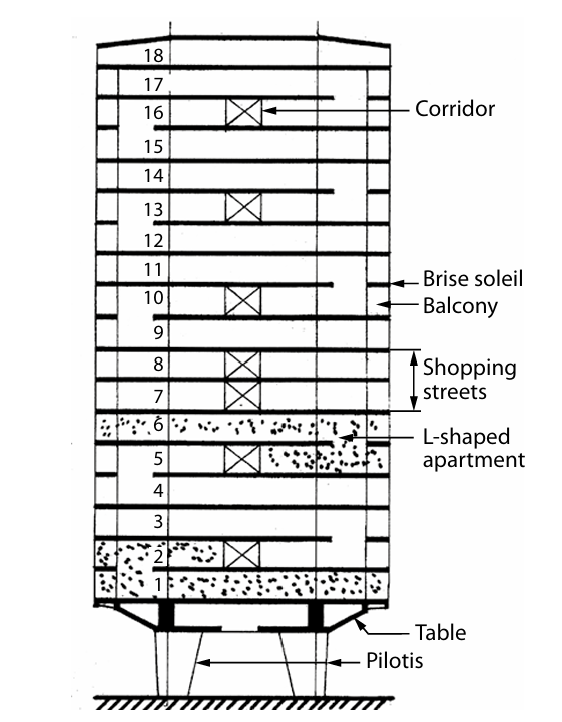 18
17
16
Corridor
15
14
13
12
11
Brise soleil
10
Balcony
9
8
Shopping
streets
7
6
L-shaped
apartment
5
4
3
2
1
Table
Pilotis